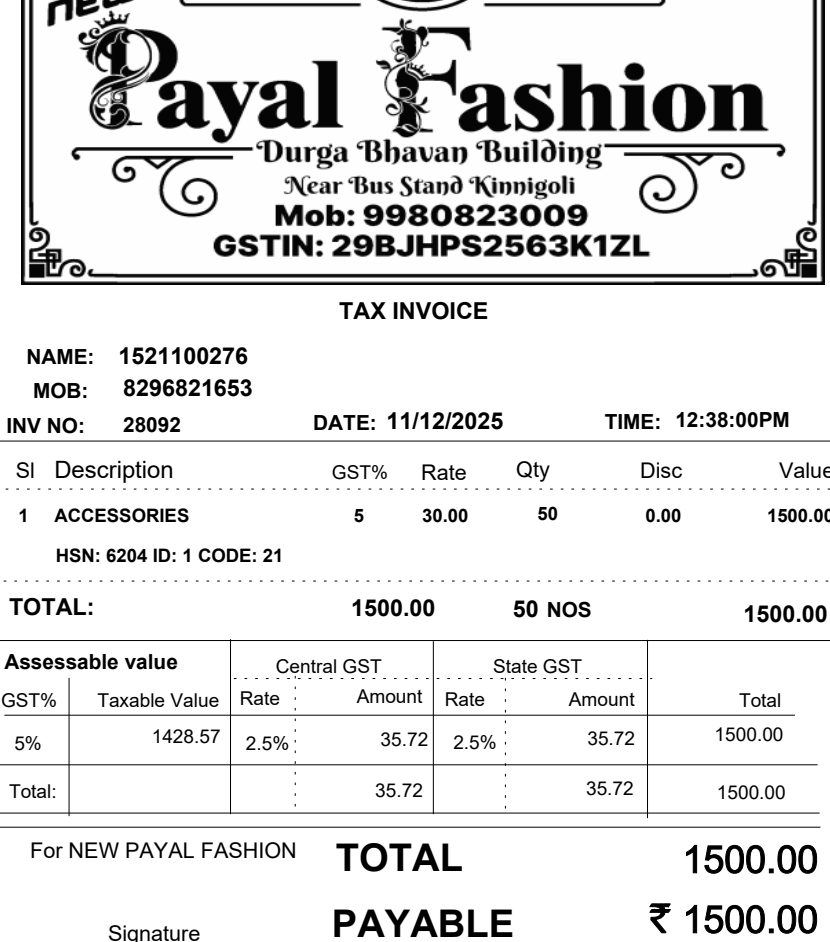 new
Payal Fashion
Durga Bhavan Building
Near Bus Stand Kinnigoli
Mob: 9980823009
GSTIN: 29BJHPS2563K1ZL
TAX INVOICE
NAME: 1521100276
MOB: 8296821653
INV NO: 28092 DATE: 11/12/2025 TIME: 12:38:00PM
Sl Description GST% Rate Qty Disc Value
1 ACCESSORIES 5 30.00 50 0.00 1500.00
HSN: 6204 ID: 1 CODE: 21
TOTAL: 1500.00 50 NOS 1500.00
Assessable value Central GST State GST
GST% Taxable Value Rate Amount Rate Amount Total
5% 1428.57 2.5% 35.72 2.5% 35.72 1500.00
Total: 35.72 35.72 1500.00
For NEW PAYAL FASHION TOTAL 1500.00
Signature PAYABLE ₹ 1500.00